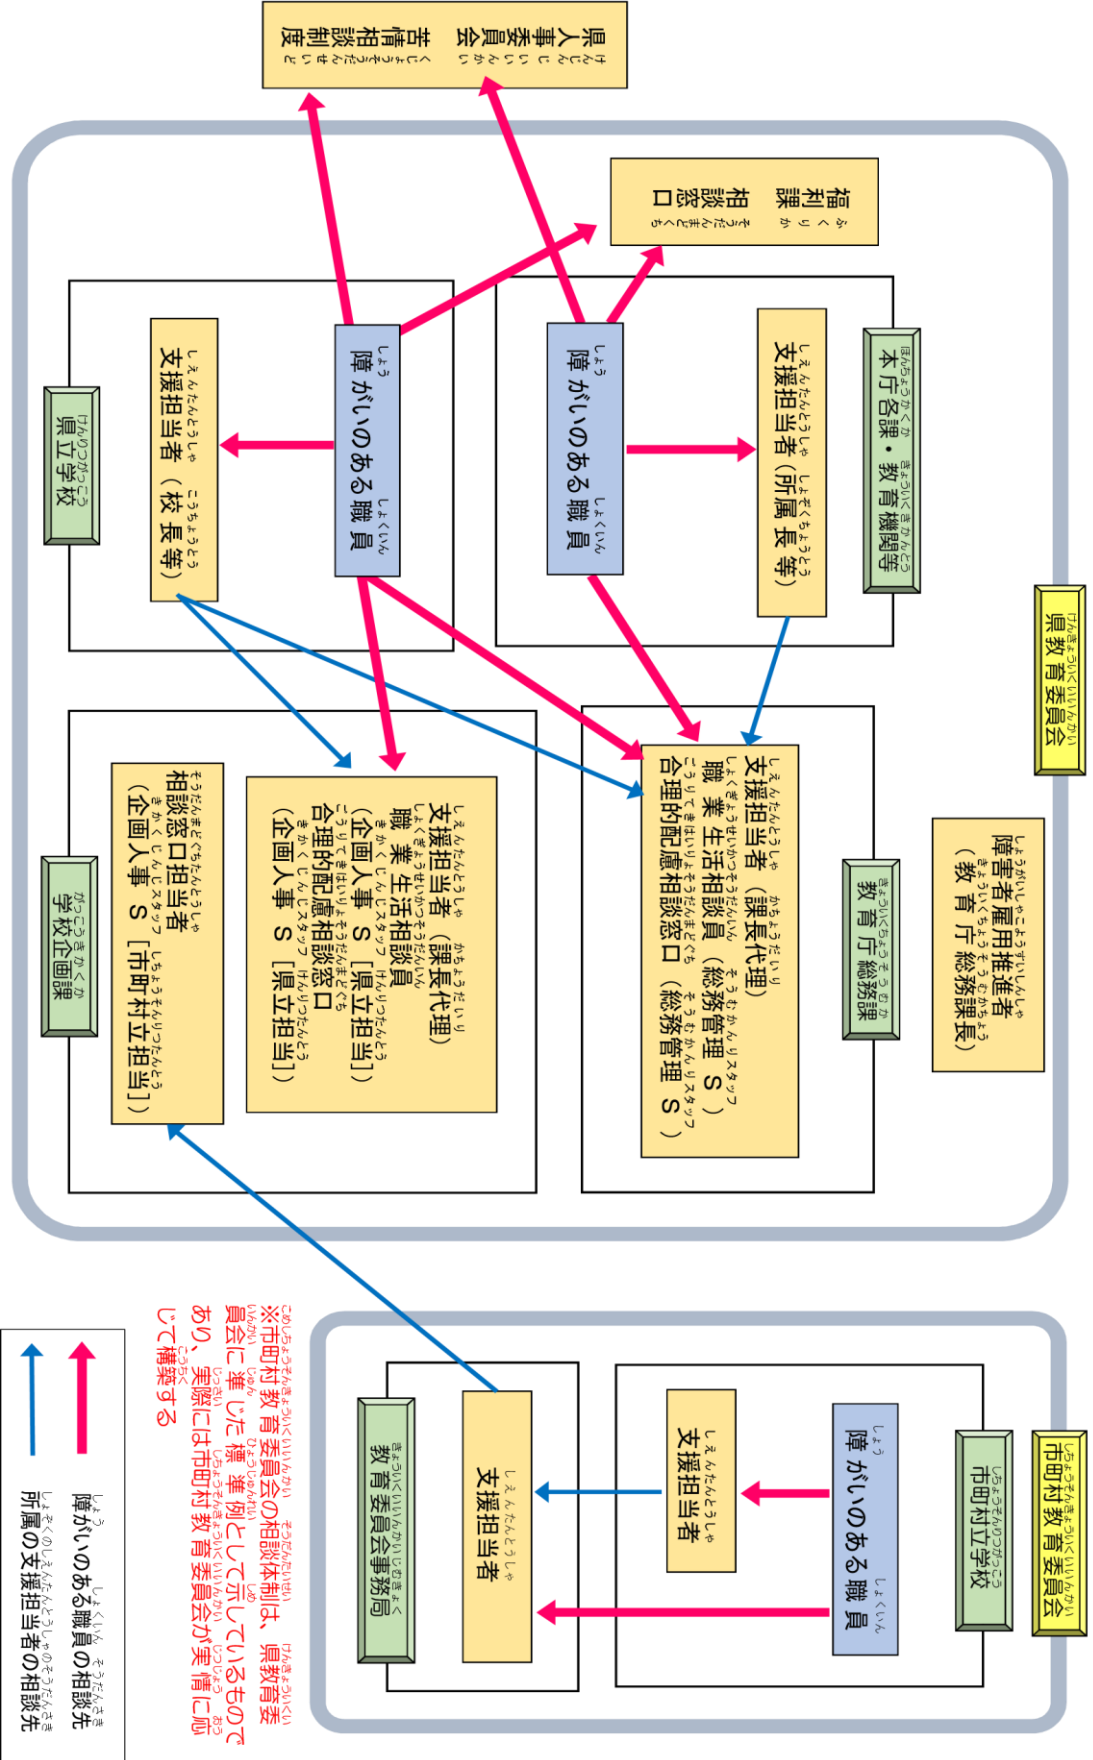 県教育委員会
障害者雇用推進者
（教育庁総務課長）
本庁各課・教育機関等
支援担当者（所属長等）
障がいのある職員
福利課　相談窓口
県人事委員会　苦情相談制度
教育庁総務課
支援担当者（課長代理）
職業生活相談員（総務管理S）
合理的配慮相談窓口（総務管理S）
県立学校
障がいのある職員
支援担当者（校長等）
学校企画課
支援担当者（課長代理）
職業生活相談員
（企画人事S［県立担当］）
合理的配慮相談窓口
（企画人事S［県立担当］）
相談窓口担当者
（企画人事S［市町村立担当］）
市町村教育委員会
市町村立学校
障がいのある職員
支援担当者
教育委員会事務局
支援担当者
※市町村教育委員会の相談体制は、県教育委
員会に準じた標準例として示しているもので
あり、実際には市町村教育委員会が実情に応
じて構築する
障がいのある職員の相談先
所属の支援担当者の相談先